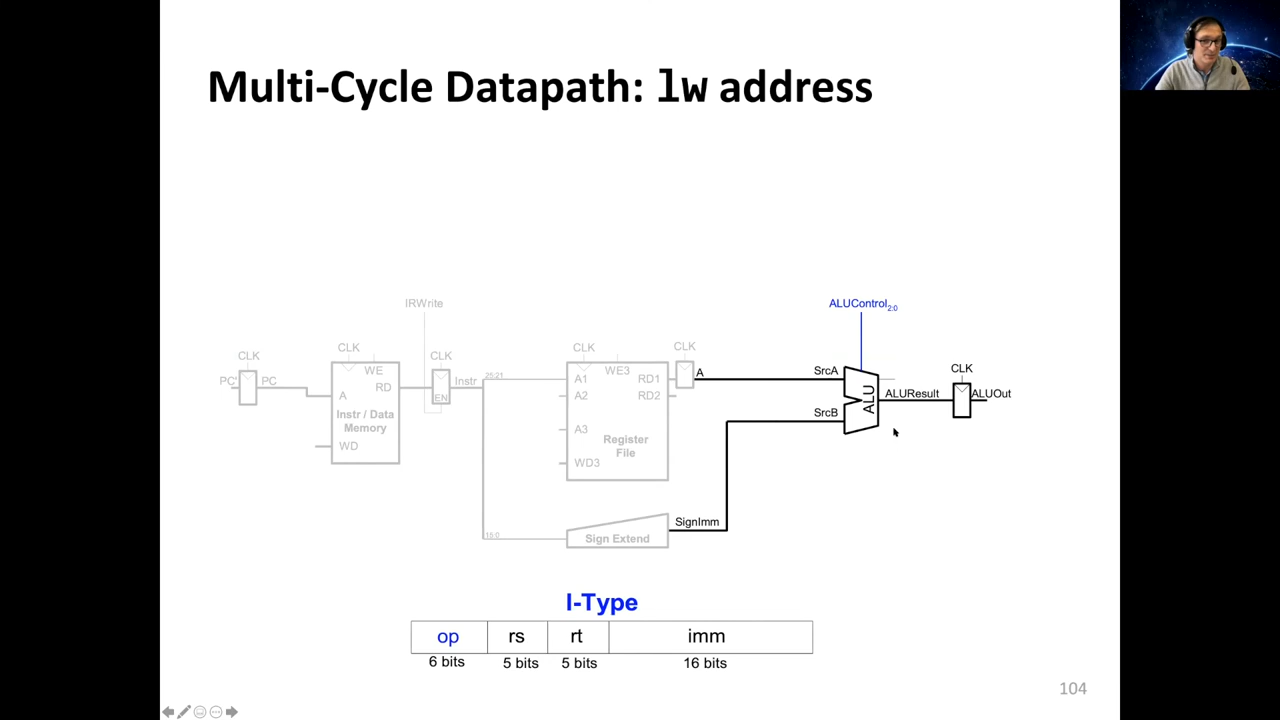 Multi-Cycle Datapath: lw address
IRWrite
ALUControl2:0
CLK
CLK
CLK
CLK
CLK
CLK
PC'
PC
WE
RD
A
Instr / Data
Memory
WD
EN
Instr
25:21
15:0
A1
A2
A3
WD3
WE3
RD1
RD2
Register
File
A
SrcA
SrcB
ALU
ALUResult
ALUOut
SignImm
Sign Extend
I-Type
op
rs
rt
imm
6 bits
5 bits
5 bits
16 bits
104